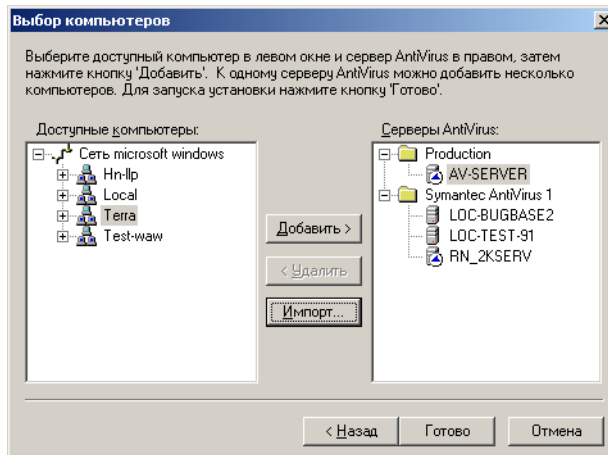 Выбор компьютеров
Выберите доступный компьютер в левом окне и сервер AntiVirus в правом, затем
нажмите кнопку 'Добавить'. К одному серверу AntiVirus можно добавить несколько
компьютеров. Для запуска установки нажмите кнопку 'Готово'.
Доступные компьютеры:
Сеть microsoft windows
Hn-llp
Local
Terra
Test-waw
Добавить >
< Удалить
Импорт...
Серверы AntiVirus:
Production
AV-SERVER
Symantec AntiVirus 1
LOC-BUGBASE2
LOC-TEST-91
RN_2KSERV
< Назад
Готово
Отмена